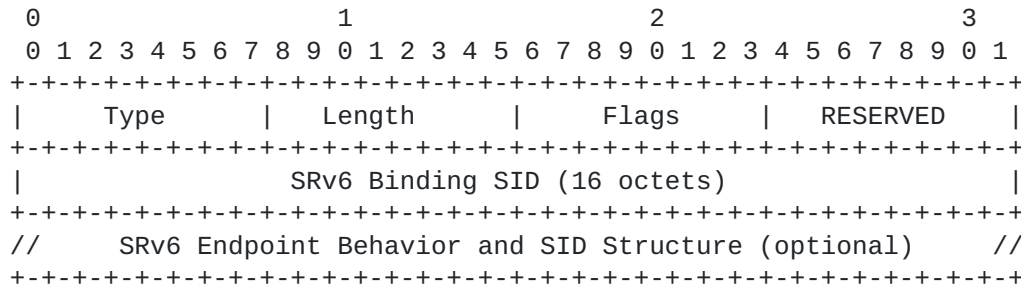 0                   1                   2                   3
 0 1 2 3 4 5 6 7 8 9 0 1 2 3 4 5 6 7 8 9 0 1 2 3 4 5 6 7 8 9 0 1
+-+-+-+-+-+-+-+-+-+-+-+-+-+-+-+-+-+-+-+-+-+-+-+-+-+-+-+-+-+-+-+-+
|     Type      |   Length      |     Flags     |   RESERVED    |
+-+-+-+-+-+-+-+-+-+-+-+-+-+-+-+-+-+-+-+-+-+-+-+-+-+-+-+-+-+-+-+-+
|                 SRv6 Binding SID (16 octets)                  |
+-+-+-+-+-+-+-+-+-+-+-+-+-+-+-+-+-+-+-+-+-+-+-+-+-+-+-+-+-+-+-+-+
//     SRv6 Endpoint Behavior and SID Structure (optional)     //
+-+-+-+-+-+-+-+-+-+-+-+-+-+-+-+-+-+-+-+-+-+-+-+-+-+-+-+-+-+-+-+-+